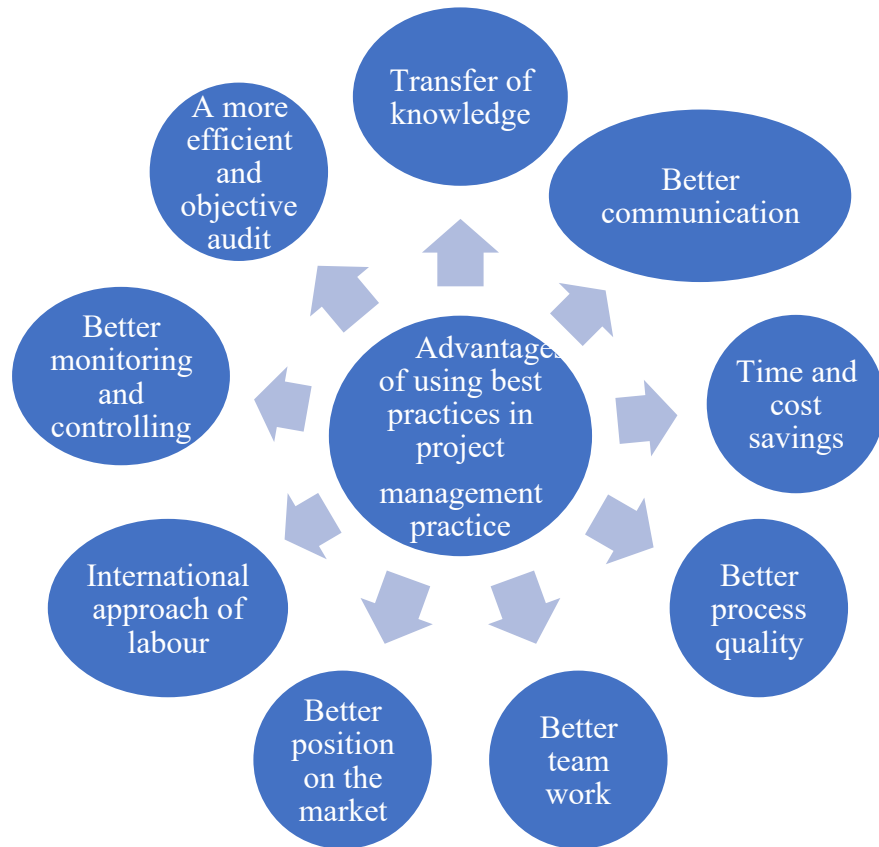 Transfer of
knowledge
Better
communication
Time and
cost
savings
Better
process
quality
Better
team
work
Better
position
on the
market
International
approach of
labour
Better
monitoring
and
controlling
A more
efficient
and
objective
audit
Advantages
of using best
practices in
project
management
practice